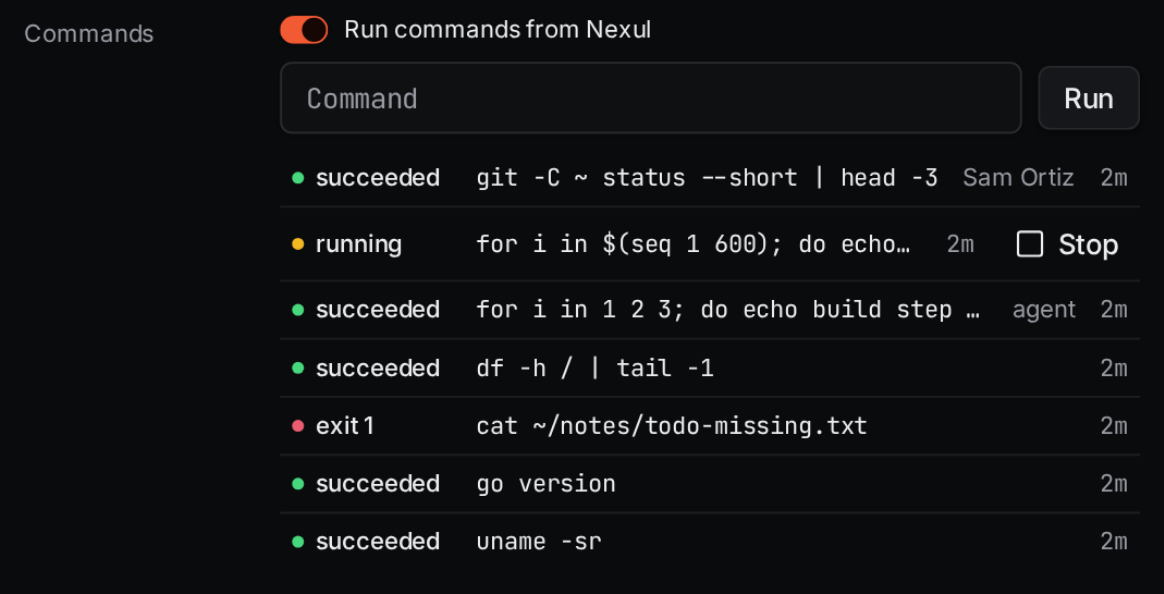 Commands
Run commands from Nexul
Command
Run
succeeded git -C ~ status --short | head -3 Sam Ortiz 2m
running for i in $(seq 1 600); do echo… 2m Stop
succeeded for i in 1 2 3; do echo build step … agent 2m
succeeded df -h / | tail -1 2m
exit 1 cat ~/notes/todo-missing.txt 2m
succeeded go version 2m
succeeded uname -sr 2m